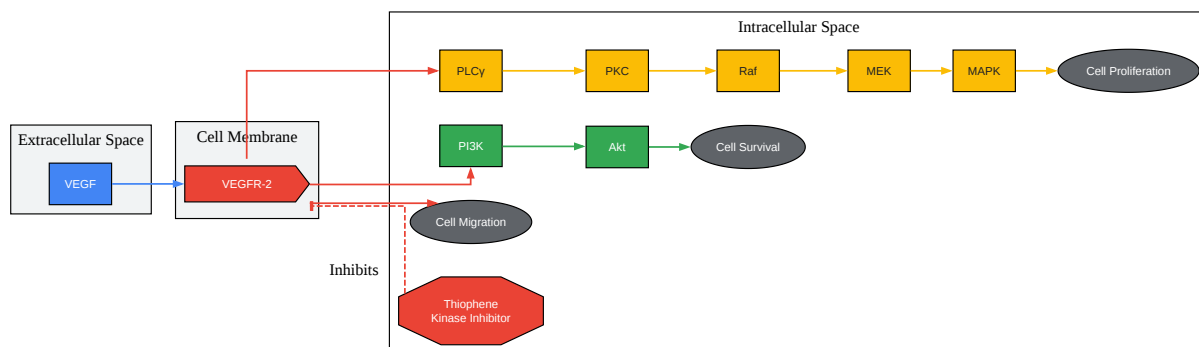 Intracellular Space
PLCγ
PKC
Raf
MEK
MAPK
Cell Proliferation
Extracellular Space
Cell Membrane
PI3K
Akt
Cell Survival
VEGF
VEGFR-2
Cell Migration
Inhibits
Thiophene
Kinase Inhibitor